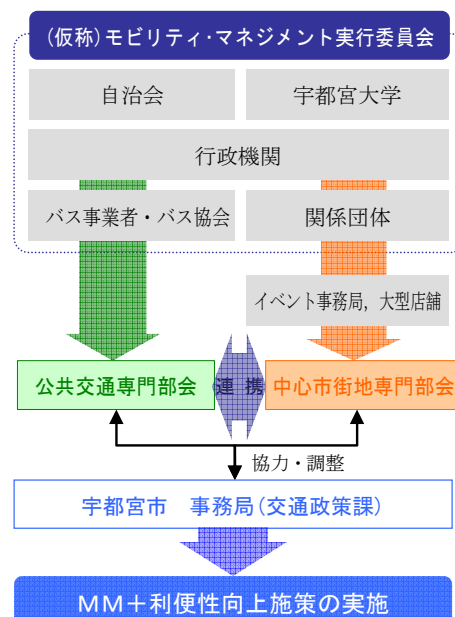 (仮称)モビリティ・マネジメント実行委員会
自治会
宇都宮大学
行政機関
バス事業者・バス協会
関係団体
イベント事務局，大型店舗
公共交通専門部会
連携
中心市街地専門部会
協力・調整
宇都宮市　事務局(交通政策課)
ＭＭ＋利便性向上施策の実施